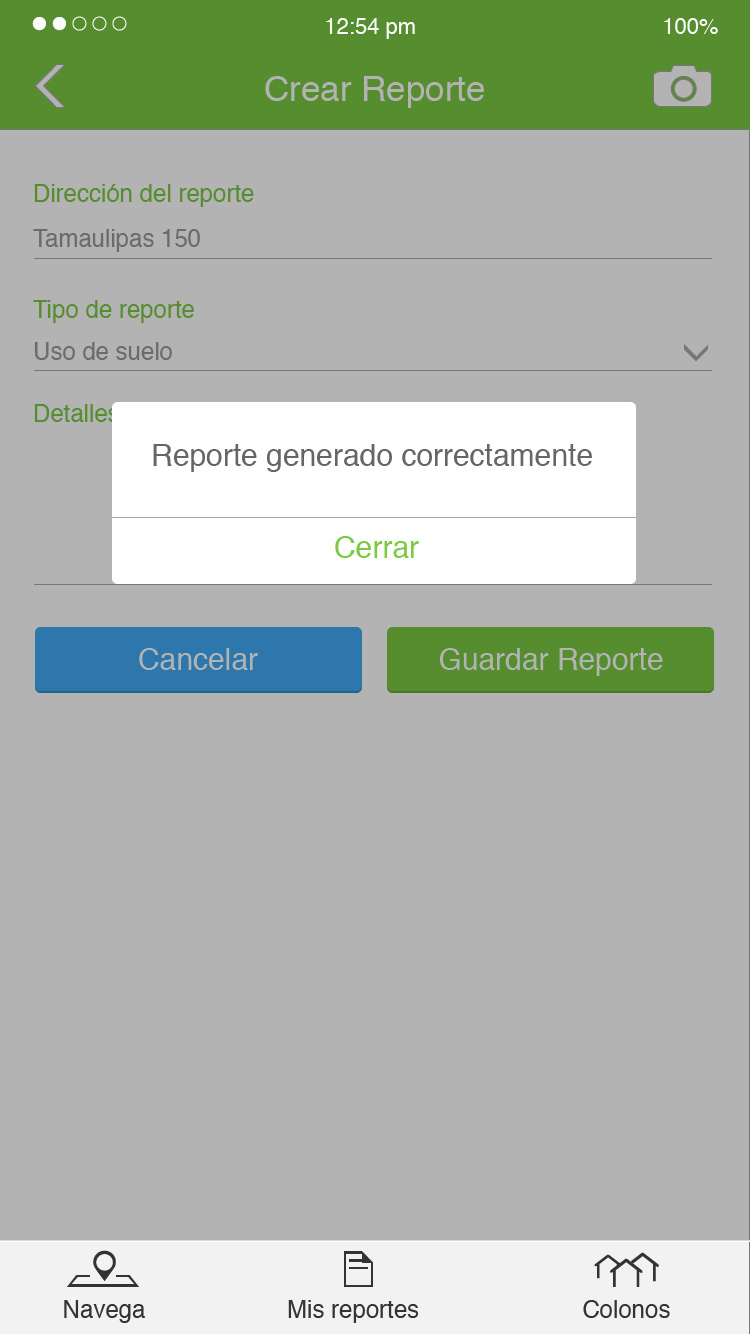 12:54 pm 100%
Crear Reporte
Dirección del reporte
Tamaulipas 150
Tipo de reporte
Uso de suelo
Detalles
Reporte generado correctamente
Cerrar
Cancelar Guardar Reporte
Navega Mis reportes Colonos